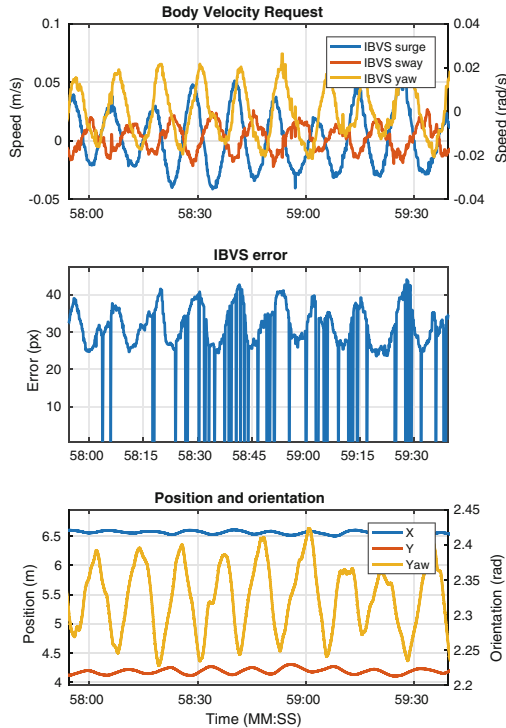 Body Velocity Request
0.1
0.05
0
-0.05
Speed (m/s)
0.04
0.02
0
-0.02
-0.04
Speed (rad/s)
IBVS surge
IBVS sway
IBVS yaw
58:00 58:30 59:00 59:30
IBVS error
40
30
20
10
Error (px)
58:00 58:15 58:30 58:45 59:00 59:15 59:30
Position and orientation
6.5
6
5.5
5
4.5
4
Position (m)
2.45
2.4
2.35
2.3
2.25
2.2
Orientation (rad)
X
Y
Yaw
58:00 58:30 59:00 59:30
Time (MM:SS)